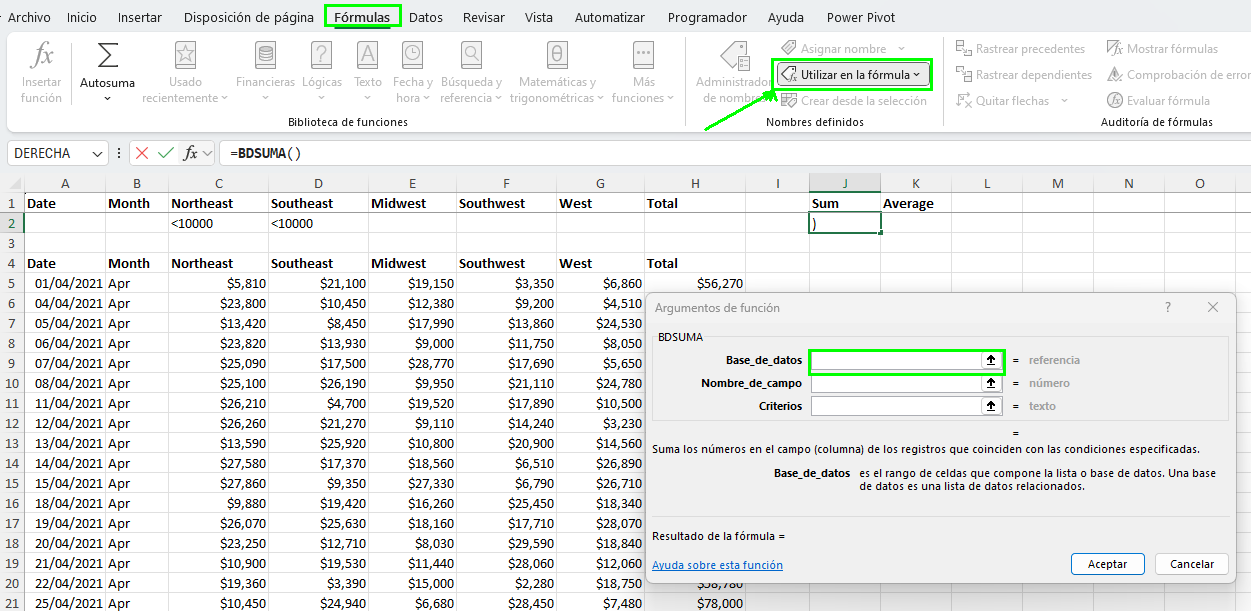 Archivo Inicio Insertar Disposición de página Fórmulas Datos Revisar Vista Automatizar Programador Ayuda Power Pivot
fx Insertar función
Σ Autosuma
Usado recientemente
Financieras
Lógicas
Texto
Fecha y hora
Búsqueda y referencia
Matemáticas y trigonométricas
Más funciones
Biblioteca de funciones
Administrador de nombres
Asignar nombre
Utilizar en la fórmula
Crear desde la selección
Nombres definidos
Rastrear precedentes
Rastrear dependientes
Quitar flechas
Mostrar fórmulas
Comprobación de error
Evaluar fórmula
Auditoría de fórmulas
DERECHA fx =BDSUMA()
A B C D E F G H I J K L M N O
1 Date Month Northeast Southeast Midwest Southwest West Total Sum Average
2 <10000 <10000 )
3
4 Date Month Northeast Southeast Midwest Southwest West Total
5 01/04/2021 Apr $5,810 $21,100 $19,150 $3,350 $6,860 $56,270
6 04/04/2021 Apr $23,800 $10,450 $12,380 $9,200 $4,510
7 05/04/2021 Apr $13,420 $8,450 $17,990 $13,860 $24,530
8 06/04/2021 Apr $23,820 $13,930 $9,000 $11,750 $8,050
9 07/04/2021 Apr $25,090 $17,500 $28,770 $17,690 $5,650
10 08/04/2021 Apr $25,100 $26,190 $9,950 $21,110 $24,780
11 11/04/2021 Apr $26,210 $4,700 $19,520 $17,890 $10,500
12 12/04/2021 Apr $26,260 $21,270 $9,110 $14,240 $3,230
13 13/04/2021 Apr $13,590 $25,920 $10,800 $20,900 $14,560
14 14/04/2021 Apr $27,580 $17,370 $18,560 $6,510 $26,890
15 15/04/2021 Apr $27,860 $9,350 $27,330 $6,790 $26,710
16 18/04/2021 Apr $9,880 $19,420 $16,260 $25,450 $18,340
17 19/04/2021 Apr $26,070 $25,630 $18,160 $17,710 $28,070
18 20/04/2021 Apr $23,250 $12,710 $8,030 $29,590 $18,840
19 21/04/2021 Apr $10,900 $19,530 $11,440 $28,060 $12,060
20 22/04/2021 Apr $19,360 $3,390 $15,000 $2,280 $18,750 $58,780
21 25/04/2021 Apr $10,450 $24,940 $6,680 $28,450 $7,480 $78,000
Argumentos de función ?
BDSUMA
Base_de_datos = referencia
Nombre_de_campo = número
Criterios = texto
=
Suma los números en el campo (columna) de los registros que coinciden con las condiciones especificadas.
Base_de_datos es el rango de celdas que compone la lista o base de datos. Una base
de datos es una lista de datos relacionados.
Resultado de la fórmula =
Ayuda sobre esta función Aceptar Cancelar